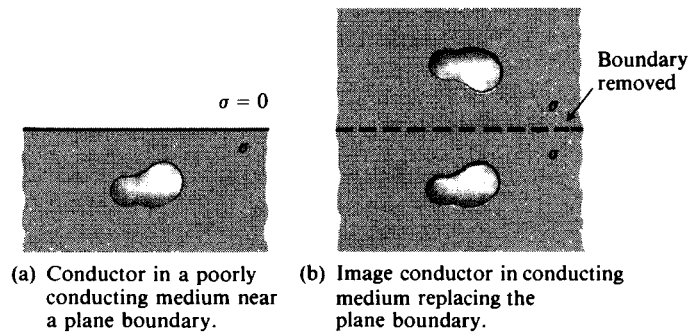 σ = 0
σ
Boundary
removed
σ
σ
(a) Conductor in a poorly
conducting medium near
a plane boundary.
(b) Image conductor in conducting
medium replacing the
plane boundary.